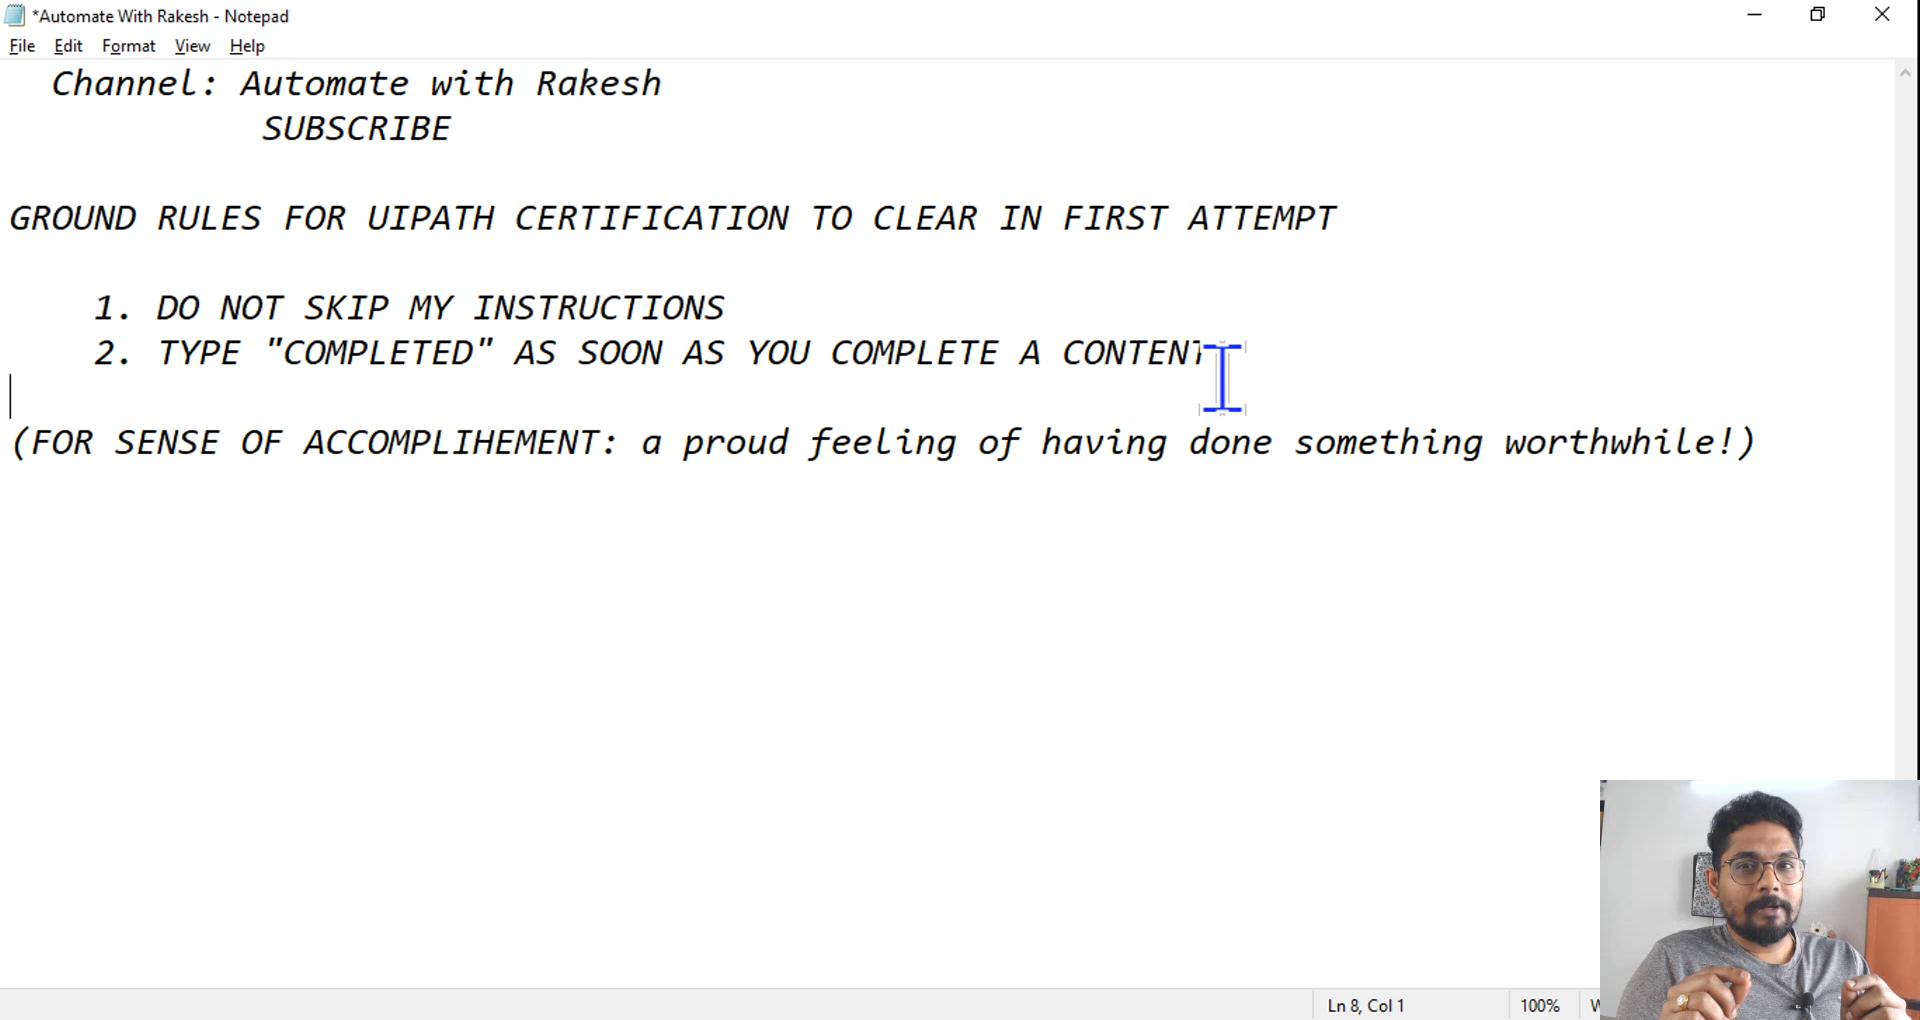 *Automate With Rakesh - Notepad
File Edit Format View Help
Channel: Automate with Rakesh
SUBSCRIBE
GROUND RULES FOR UIPATH CERTIFICATION TO CLEAR IN FIRST ATTEMPT
1. DO NOT SKIP MY INSTRUCTIONS
2. TYPE "COMPLETED" AS SOON AS YOU COMPLETE A CONTENT
(FOR SENSE OF ACCOMPLIHEMENT: a proud feeling of having done something worthwhile!)
Ln 8, Col 1 100%